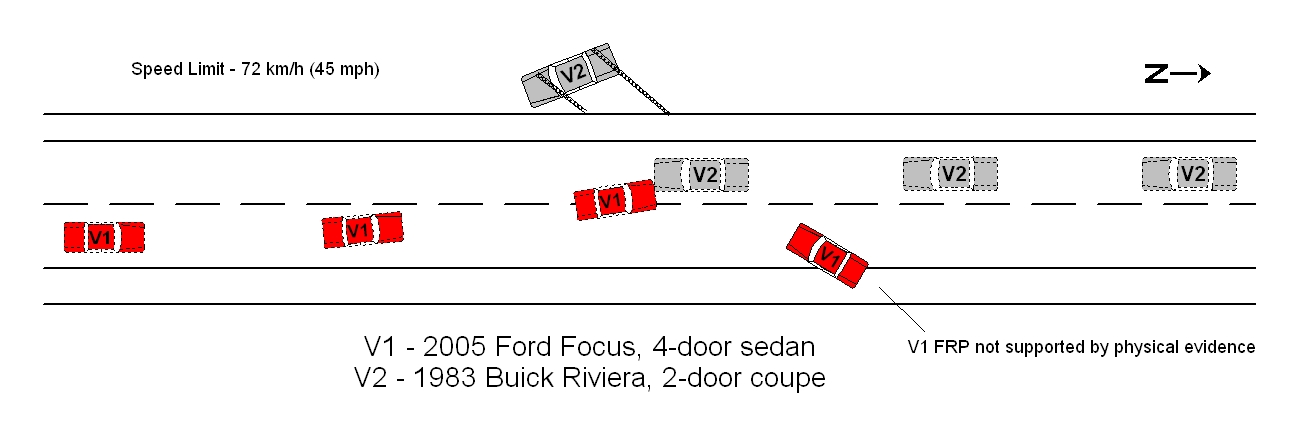 Speed Limit - 72 km/h (45 mph)
V2
Z
V2
V2
V2
V1
V1
V1
V1
V1 FRP not supported by physical evidence
V1 - 2005 Ford Focus, 4-door sedan
V2 - 1983 Buick Riviera, 2-door coupe